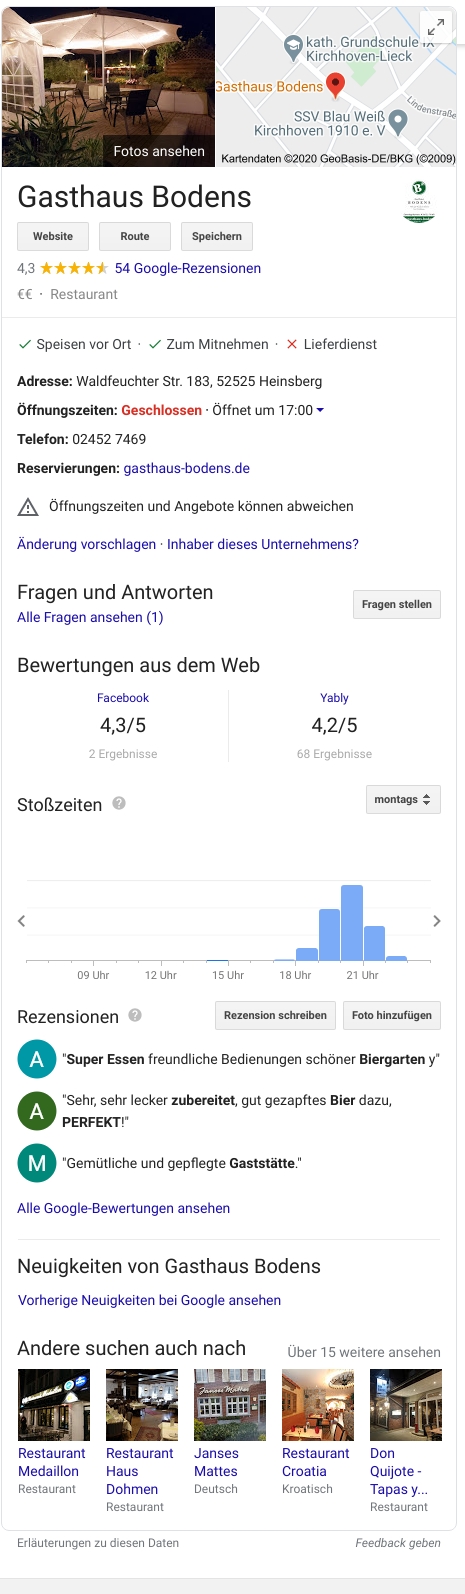 kath. Grundschule IX
Kirchhoven-Lieck
Gasthaus Bodens
SSV Blau Weiß
Kirchhoven 1910 e. V
Lindenstraße
Fotos ansehen
Kartendaten ©2020 GeoBasis-DE/BKG (©2009)
Gasthaus Bodens
BODENS
Website
Route
Speichern
4,3
54 Google-Rezensionen
€€ · Restaurant
Speisen vor Ort · Zum Mitnehmen · Lieferdienst
Adresse: Waldfeuchter Str. 183, 52525 Heinsberg
Öffnungszeiten: Geschlossen · Öffnet um 17:00
Telefon: 02452 7469
Reservierungen: gasthaus-bodens.de
Öffnungszeiten und Angebote können abweichen
Änderung vorschlagen · Inhaber dieses Unternehmens?
Fragen und Antworten
Alle Fragen ansehen (1)
Fragen stellen
Bewertungen aus dem Web
Facebook
4,3/5
2 Ergebnisse
Yably
4,2/5
68 Ergebnisse
Stoßzeiten ?
montags
09 Uhr 12 Uhr 15 Uhr 18 Uhr 21 Uhr
Rezensionen ?
Rezension schreiben
Foto hinzufügen
A
"Super Essen freundliche Bedienungen schöner Biergarten y"
A
"Sehr, sehr lecker zubereitet, gut gezapftes Bier dazu,
PERFEKT!"
M
"Gemütliche und gepflegte Gaststätte."
Alle Google-Bewertungen ansehen
Neuigkeiten von Gasthaus Bodens
Vorherige Neuigkeiten bei Google ansehen
Andere suchen auch nach
Über 15 weitere ansehen
Janses Mattes
Restaurant
Medaillon
Restaurant
Restaurant
Haus
Dohmen
Restaurant
Janses
Mattes
Deutsch
Restaurant
Croatia
Kroatisch
Don
Quijote -
Tapas y...
Restaurant
Erläuterungen zu diesen Daten
Feedback geben